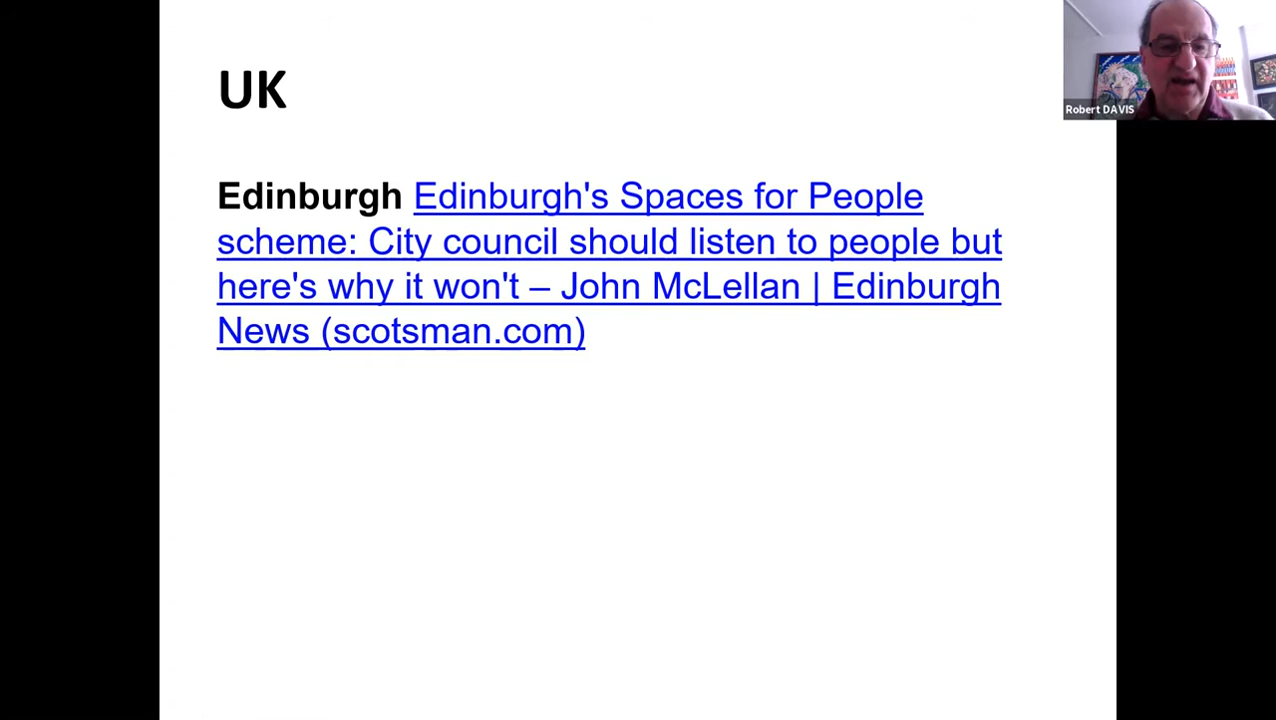 UK
Robert DAVIS
Edinburgh Edinburgh's Spaces for People
scheme: City council should listen to people but
here's why it won't – John McLellan | Edinburgh
News (scotsman.com)